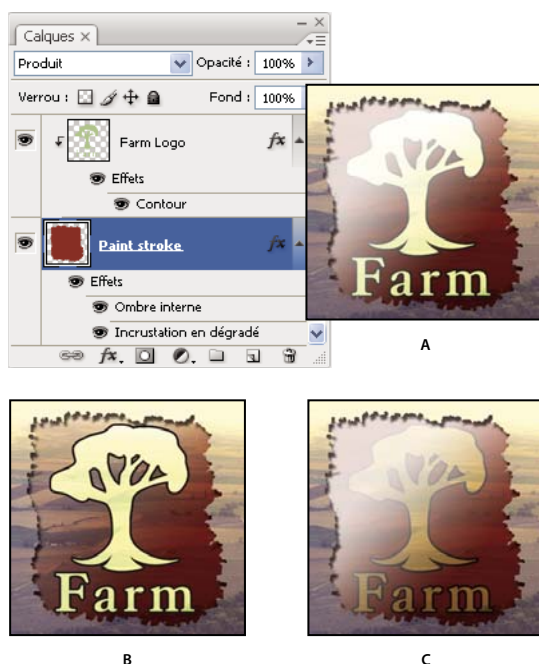 Calques ×
Produit Opacité : 100%
Verrou : Fond : 100%
Farm Logo fx
Effets
Contour
Paint stroke fx
Effets
Ombre interne
Incrustation en dégradé
fx.
Farm
A
Farm
B
Farm
C